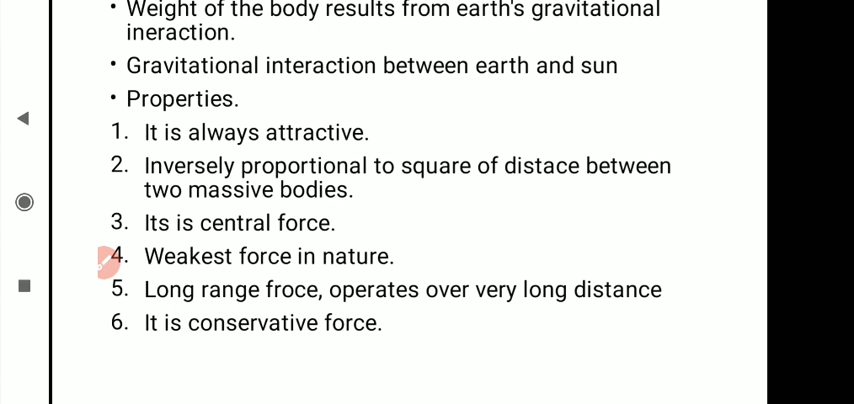 • Weight of the body results from earth's gravitational
ineraction.
• Gravitational interaction between earth and sun
• Properties.
1. It is always attractive.
2. Inversely proportional to square of distace between
two massive bodies.
3. Its is central force.
4. Weakest force in nature.
5. Long range froce, operates over very long distance
6. It is conservative force.